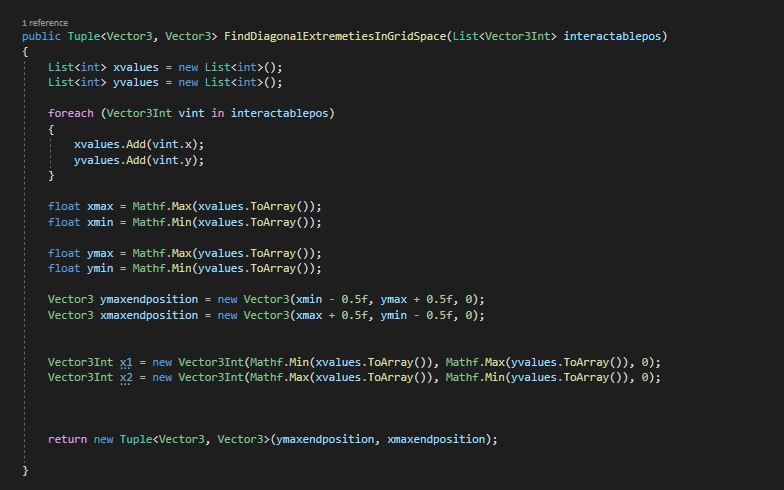 1 reference
public Tuple<Vector3, Vector3> FindDiagonalExtremetiesInGridSpace(List<Vector3Int> interactablepos)
{
List<int> xvalues = new List<int>();
List<int> yvalues = new List<int>();
foreach (Vector3Int vint in interactablepos)
{
xvalues.Add(vint.x);
yvalues.Add(vint.y);
}
float xmax = Mathf.Max(xvalues.ToArray());
float xmin = Mathf.Min(xvalues.ToArray());
float ymax = Mathf.Max(yvalues.ToArray());
float ymin = Mathf.Min(yvalues.ToArray());
Vector3 ymaxendposition = new Vector3(xmin - 0.5f, ymax + 0.5f, 0);
Vector3 xmaxendposition = new Vector3(xmax + 0.5f, ymin - 0.5f, 0);
Vector3Int x1 = new Vector3Int(Mathf.Min(xvalues.ToArray()), Mathf.Max(yvalues.ToArray()), 0);
Vector3Int x2 = new Vector3Int(Mathf.Max(xvalues.ToArray()), Mathf.Min(yvalues.ToArray()), 0);
return new Tuple<Vector3, Vector3>(ymaxendposition, xmaxendposition);
}